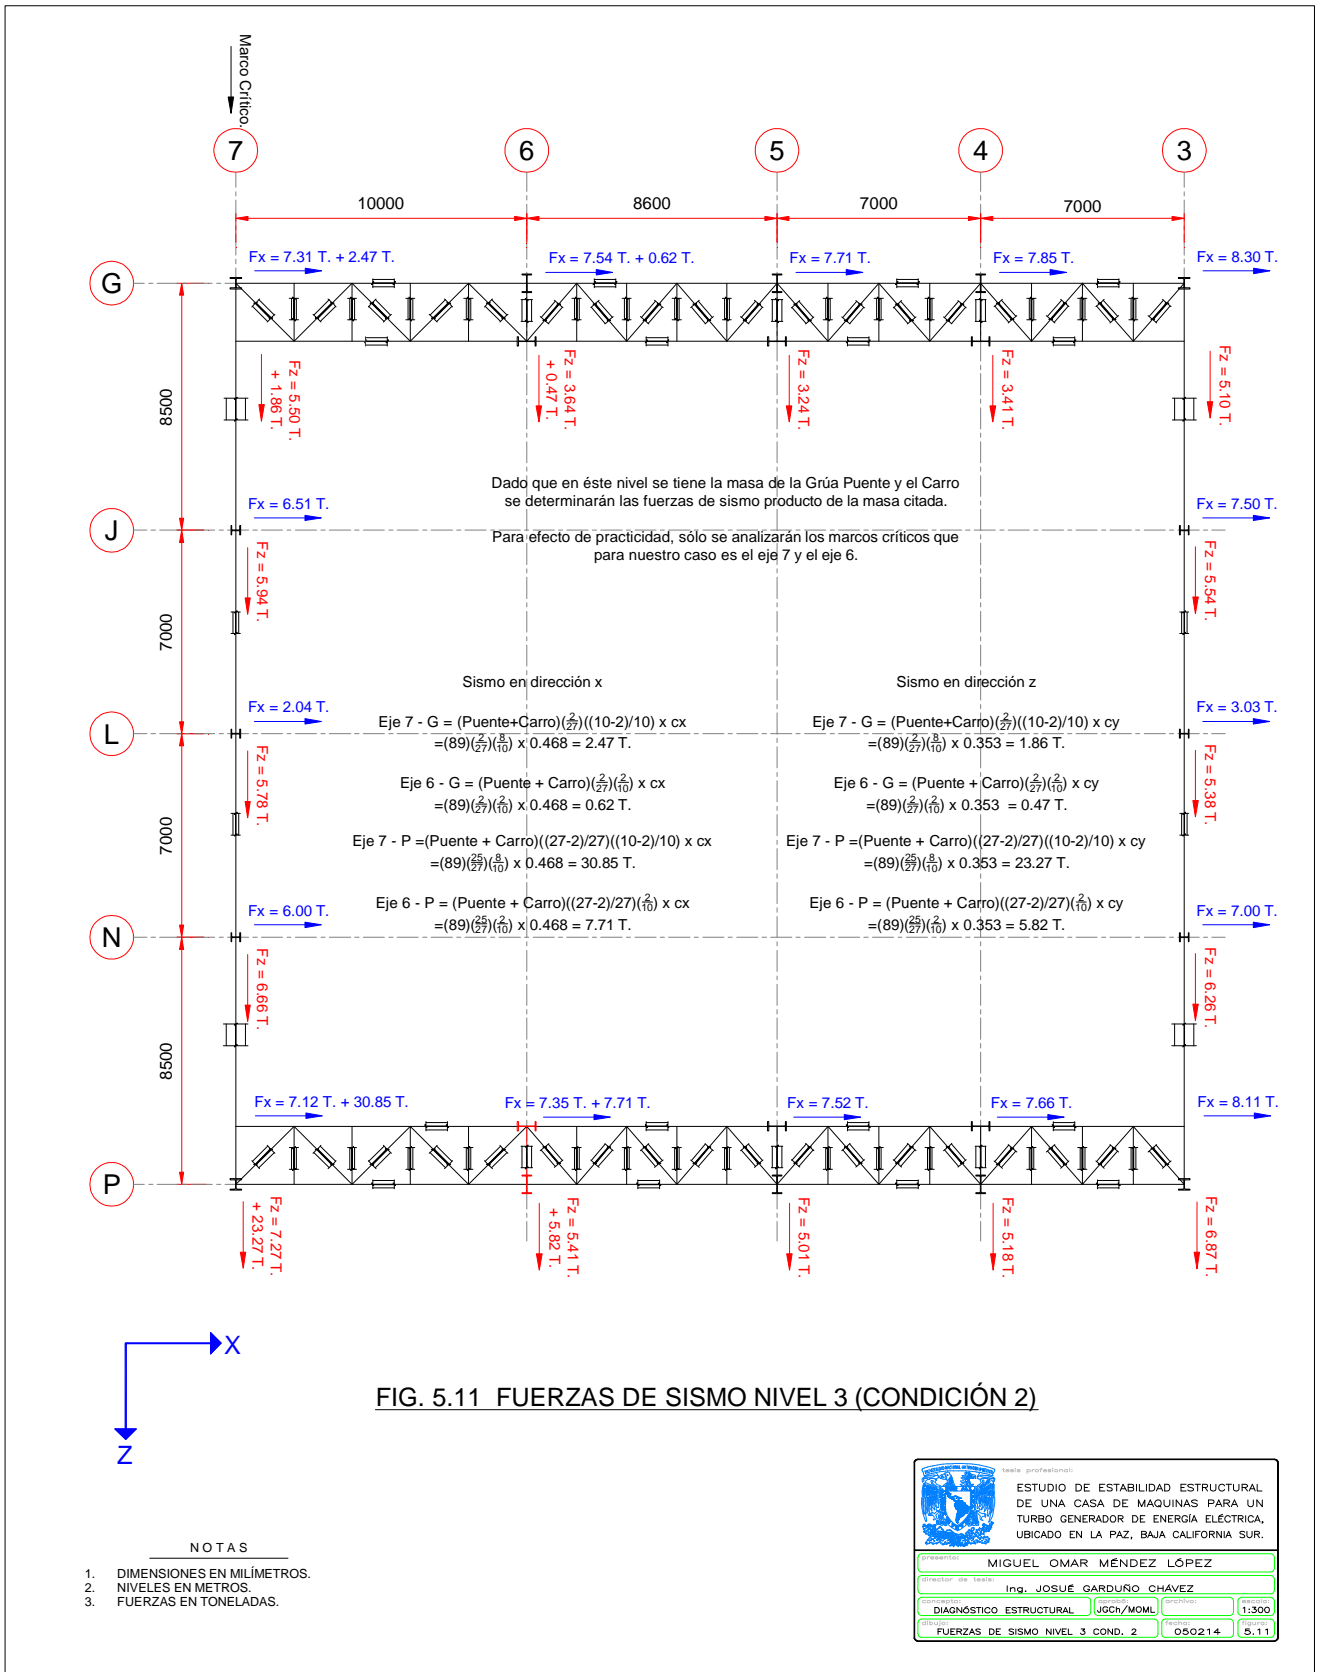 Marco Crítico.
7
6
5
4
3
10000
8600
7000
7000
Fx = 7.31 T. + 2.47 T.
Fx = 7.54 T. + 0.62 T.
Fx = 7.71 T.
Fx = 7.85 T.
Fx = 8.30 T.
G
Fz = 5.50 T.
+ 1.86 T.
Fz = 3.64 T.
+ 0.47 T.
Fz = 3.24 T.
Fz = 3.41 T.
Fz = 5.10 T.
8500
Dado que en éste nivel se tiene la masa de la Grúa Puente y el Carro
se determinarán las fuerzas de sismo producto de la masa citada.
Fx = 6.51 T.
Fx = 7.50 T.
J
Para efecto de practicidad, sólo se analizarán los marcos críticos que
para nuestro caso es el eje 7 y el eje 6.
Fz = 5.94 T.
Fz = 5.54 T.
7000
Sismo en dirección x
Sismo en dirección z
Fx = 2.04 T.
Fx = 3.03 T.
L
Eje 7 - G = (Puente+Carro)(2/27)((10-2)/10) x cx
=(89)(2/27)(8/10) x 0.468 = 2.47 T.
Eje 7 - G = (Puente+Carro)(2/27)((10-2)/10) x cy
=(89)(2/27)(8/10) x 0.353 = 1.86 T.
Fz = 5.78 T.
Fz = 5.38 T.
Eje 6 - G = (Puente + Carro)(2/27)(2/10) x cx
=(89)(2/27)(2/10) x 0.468 = 0.62 T.
Eje 6 - G = (Puente + Carro)(2/27)(2/10) x cy
=(89)(2/27)(2/10) x 0.353 = 0.47 T.
7000
Eje 7 - P =(Puente + Carro)((27-2)/27)((10-2)/10) x cx
=(89)(25/27)(8/10) x 0.468 = 30.85 T.
Eje 7 - P =(Puente + Carro)((27-2)/27)((10-2)/10) x cy
=(89)(25/27)(8/10) x 0.353 = 23.27 T.
Eje 6 - P = (Puente + Carro)((27-2)/27)(2/10) x cx
=(89)(25/27)(2/10) x 0.468 = 7.71 T.
Eje 6 - P = (Puente + Carro)((27-2)/27)(2/10) x cy
=(89)(25/27)(2/10) x 0.353 = 5.82 T.
Fx = 6.00 T.
Fx = 7.00 T.
N
Fz = 6.66 T.
Fz = 6.26 T.
8500
Fx = 7.12 T. + 30.85 T.
Fx = 7.35 T. + 7.71 T.
Fx = 7.52 T.
Fx = 7.66 T.
Fx = 8.11 T.
P
Fz = 7.27 T.
+ 23.27 T.
Fz = 5.41 T.
+ 5.82 T.
Fz = 5.01 T.
Fz = 5.18 T.
Fz = 6.87 T.
X
Z
FIG. 5.11 FUERZAS DE SISMO NIVEL 3 (CONDICIÓN 2)
NOTAS
1. DIMENSIONES EN MILÍMETROS.
2. NIVELES EN METROS.
3. FUERZAS EN TONELADAS.
tesis profesional:
ESTUDIO DE ESTABILIDAD ESTRUCTURAL
DE UNA CASA DE MAQUINAS PARA UN
TURBO GENERADOR DE ENERGÍA ELÉCTRICA,
UBICADO EN LA PAZ, BAJA CALIFORNIA SUR.
presento:
MIGUEL OMAR MÉNDEZ LÓPEZ
director de tesis:
Ing. JOSUÉ GARDUÑO CHÁVEZ
concepto:
DIAGNÓSTICO ESTRUCTURAL
aprobó:
JGCh/MOML
archivo:
escala:
1:300
dibujo:
FUERZAS DE SISMO NIVEL 3 COND. 2
fecha:
050214
figura:
5.11